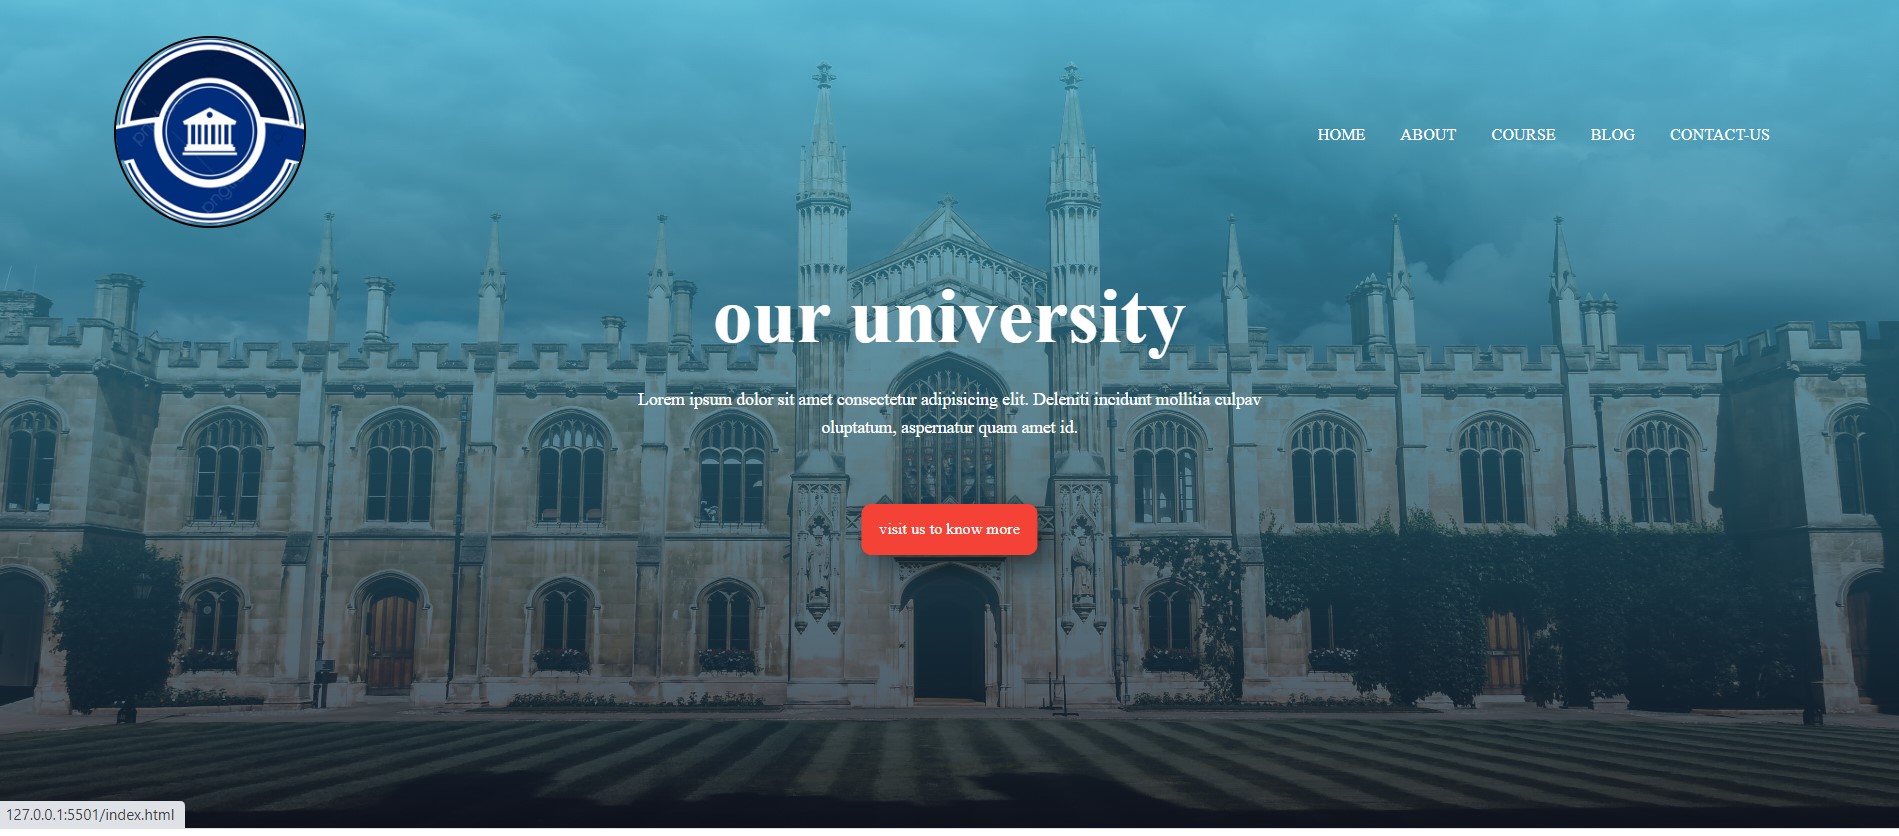 HOME ABOUT COURSE BLOG CONTACT-US
our university
Lorem ipsum dolor sit amet consectetur adipisicing elit. Deleniti incidunt mollitia culpav
oluptatum, aspernatur quam amet id.
visit us to know more
127.0.0.1:5501/index.html